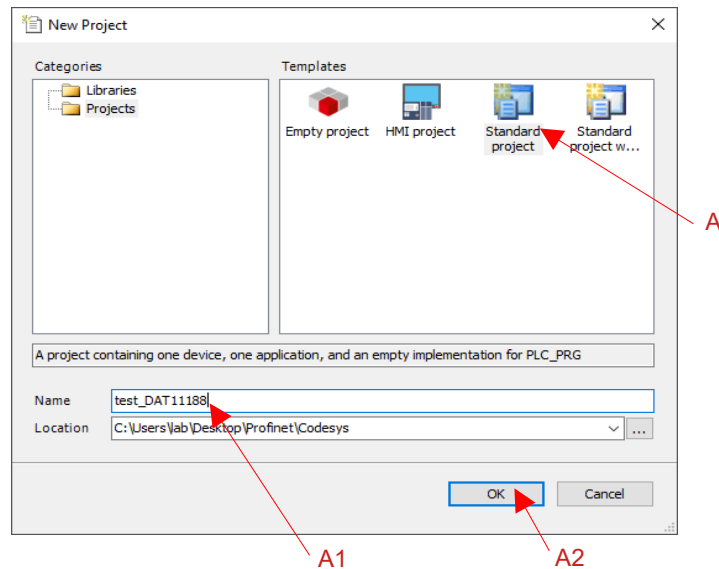 New Project
Categories
Templates
Libraries
Projects
Empty project
HMI project
Standard
project
Standard
project w...
A
A project containing one device, one application, and an empty implementation for PLC_PRG
Name
test_DAT11188
Location
C:\Users\lab\Desktop\Profinet\Codesys
...
OK
Cancel
A1
A2